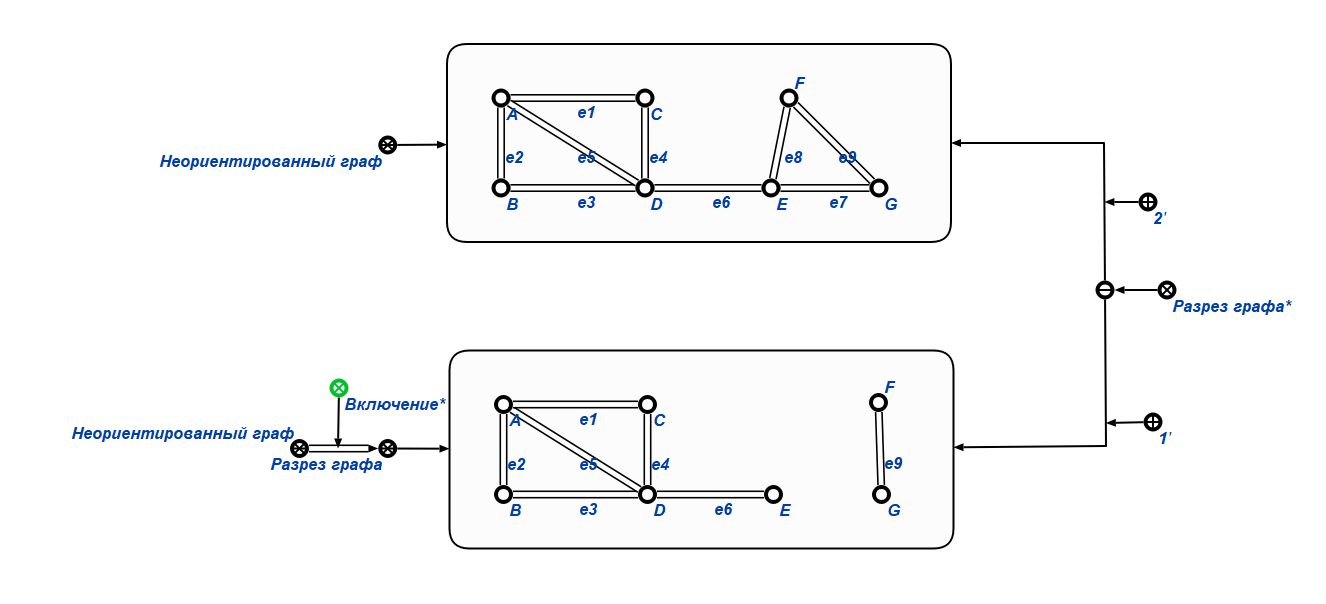 F
A
e1
C
Неориентированный граф
e2
e5
e4
e8
e9
B
e3
D
e6
E
e7
G
2'
Разрез графа*
F
Включение*
A
e1
C
Неориентированный граф
1'
Разрез графа
e2
e5
e4
e9
B
e3
D
e6
E
G